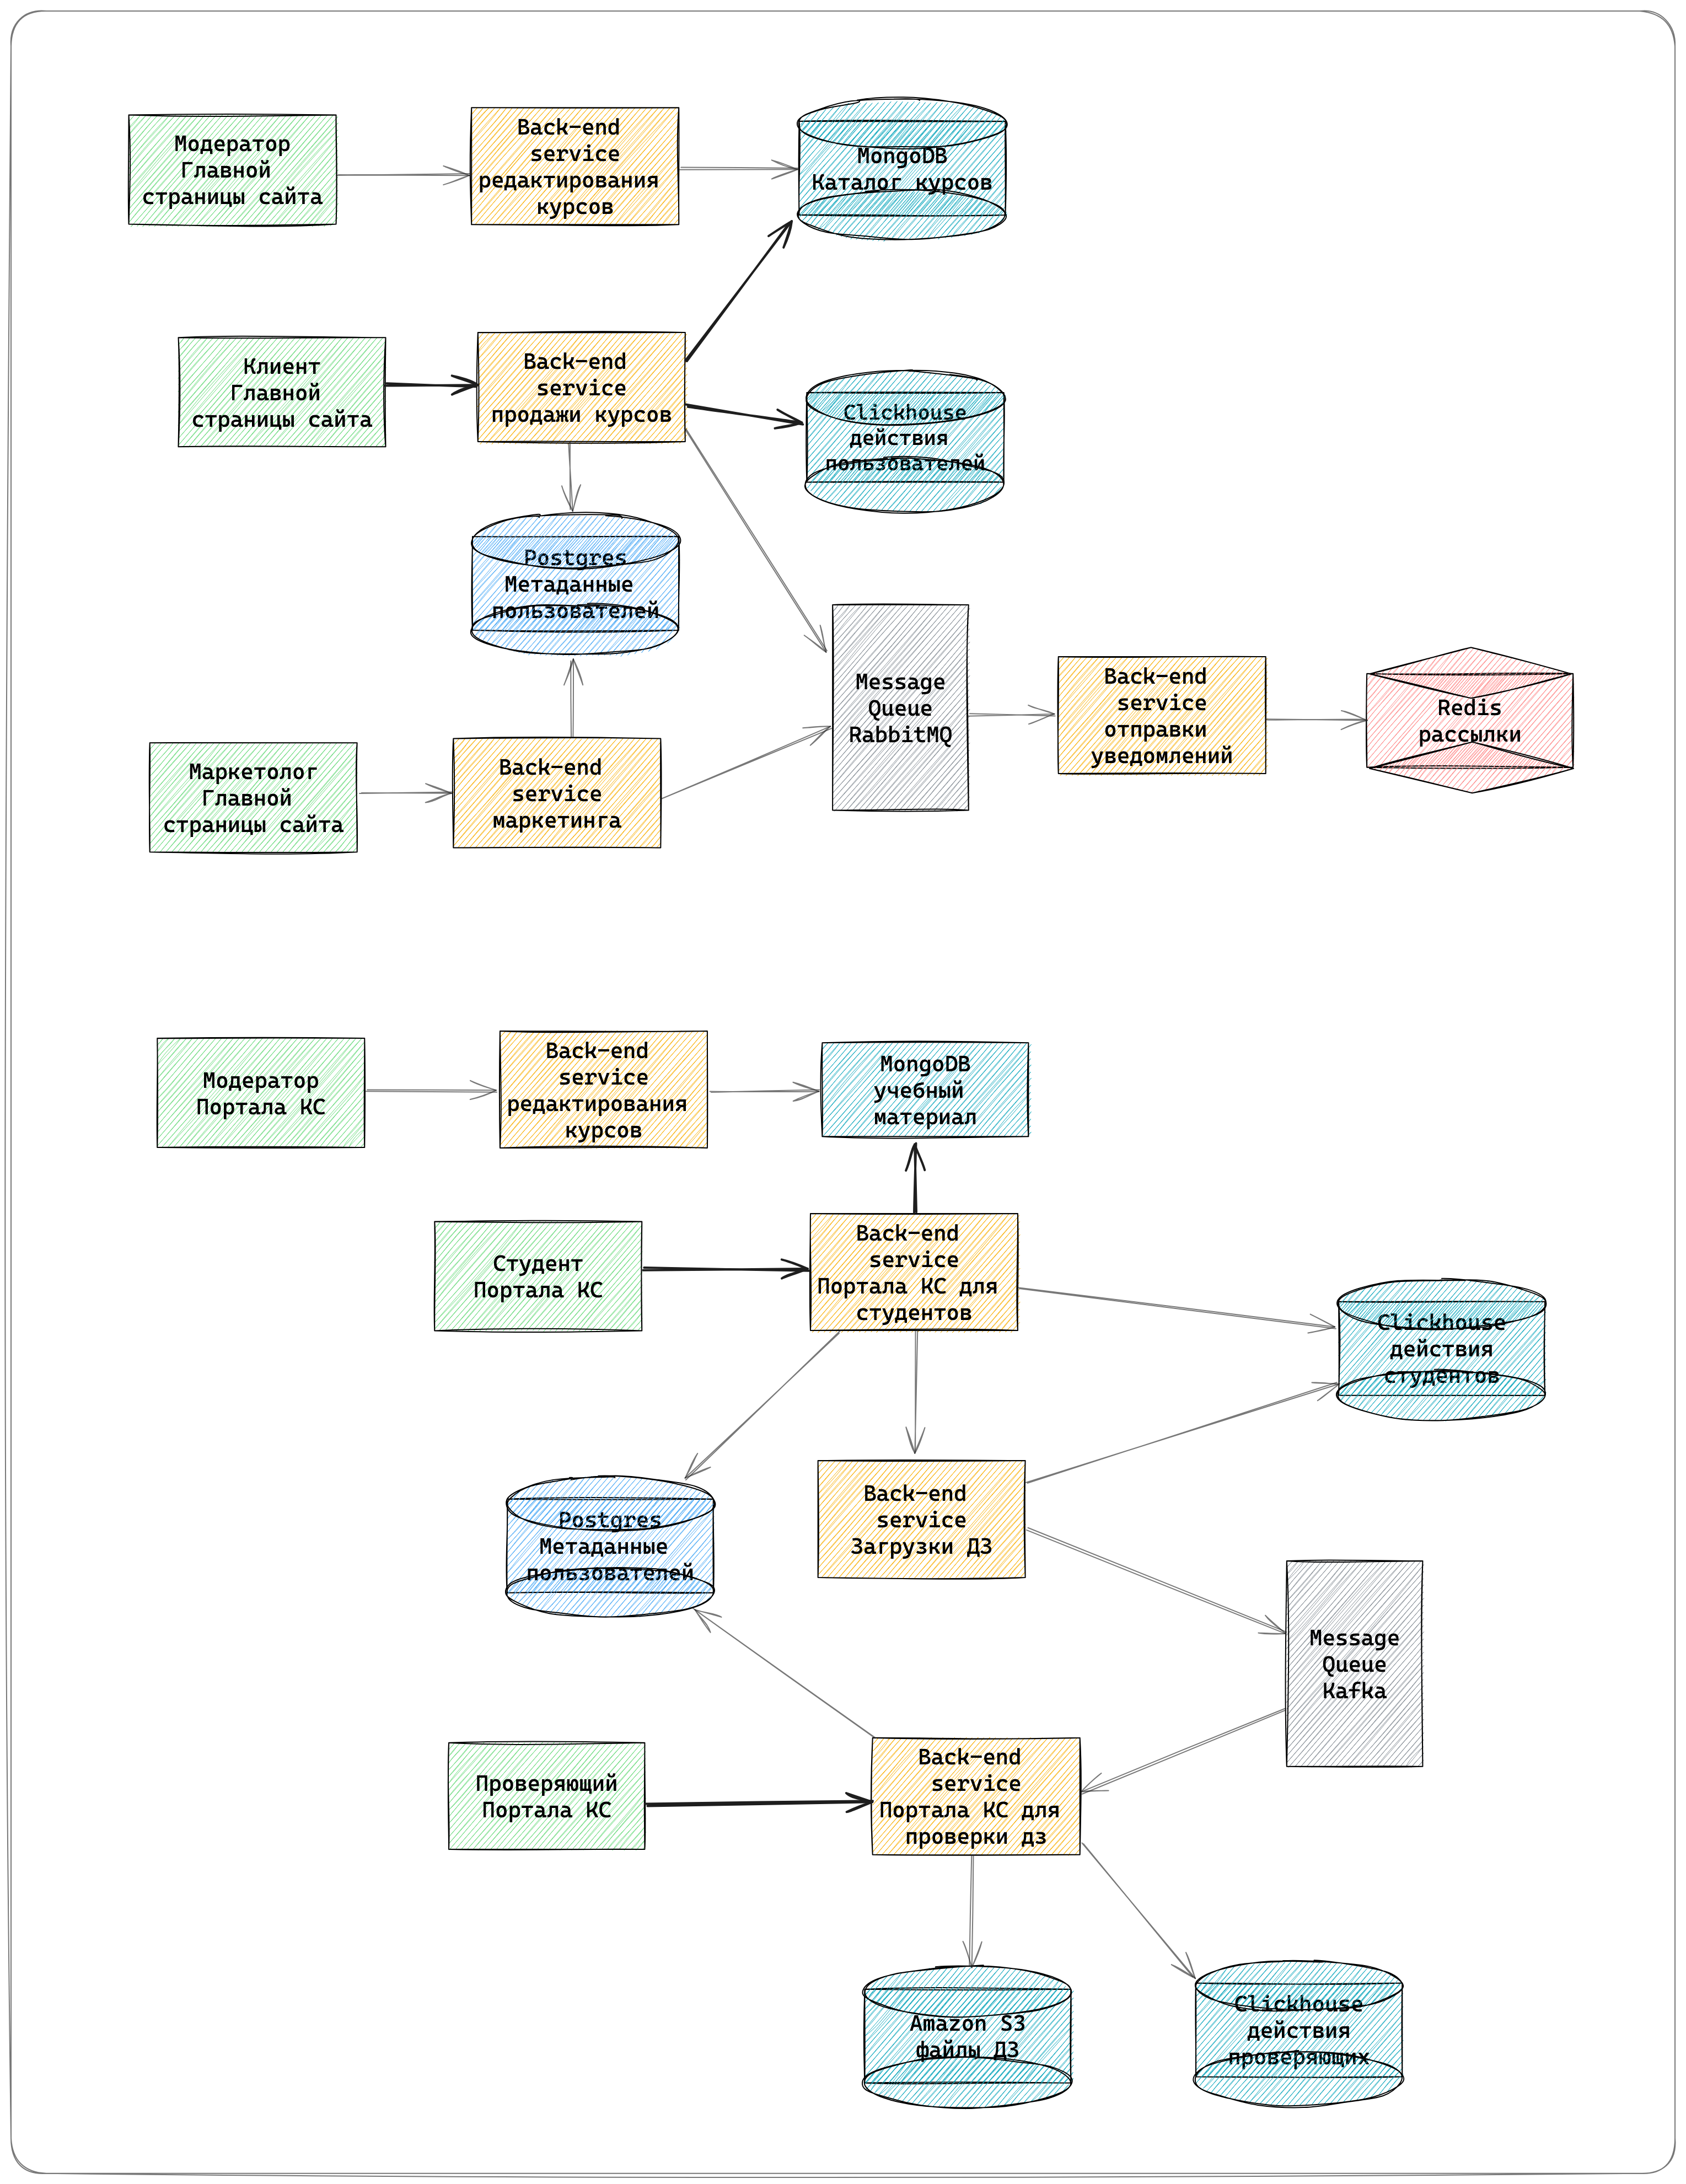 Модератор
Главной
страницы сайта
Back-end
service
редактирования
курсов
MongoDB
Каталог курсов
Клиент
Главной
страницы сайта
Back-end
service
продажи курсов
Clickhouse
действия
пользователей
Postgres
Метаданные
пользователей
Message
Queue
RabbitMQ
Back-end
service
отправки
уведомлений
Redis
рассылки
Маркетолог
Главной
страницы сайта
Back-end
service
маркетинга
Модератор
Портала КС
Back-end
service
редактирования
курсов
MongoDB
учебный
материал
Студент
Портала КС
Back-end
service
Портала КС для
студентов
Clickhouse
действия
студентов
Postgres
Метаданные
пользователей
Back-end
service
Загрузки ДЗ
Message
Queue
Kafka
Проверяющий
Портала КС
Back-end
service
Портала КС для
проверки дз
Amazon S3
файлы ДЗ
Clickhouse
действия
проверяющих